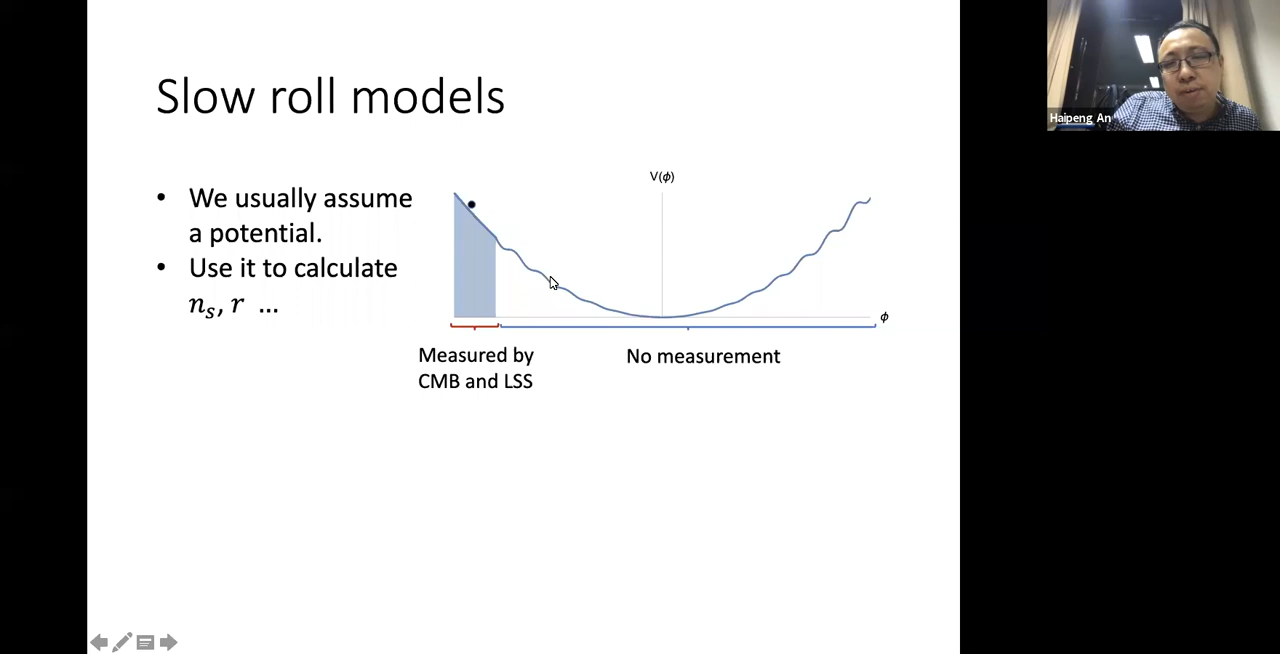 Slow roll models
• We usually assume
a potential.
• Use it to calculate
nₛ, r ...
V(ϕ)
ϕ
Measured by
CMB and LSS
No measurement
Haipeng An